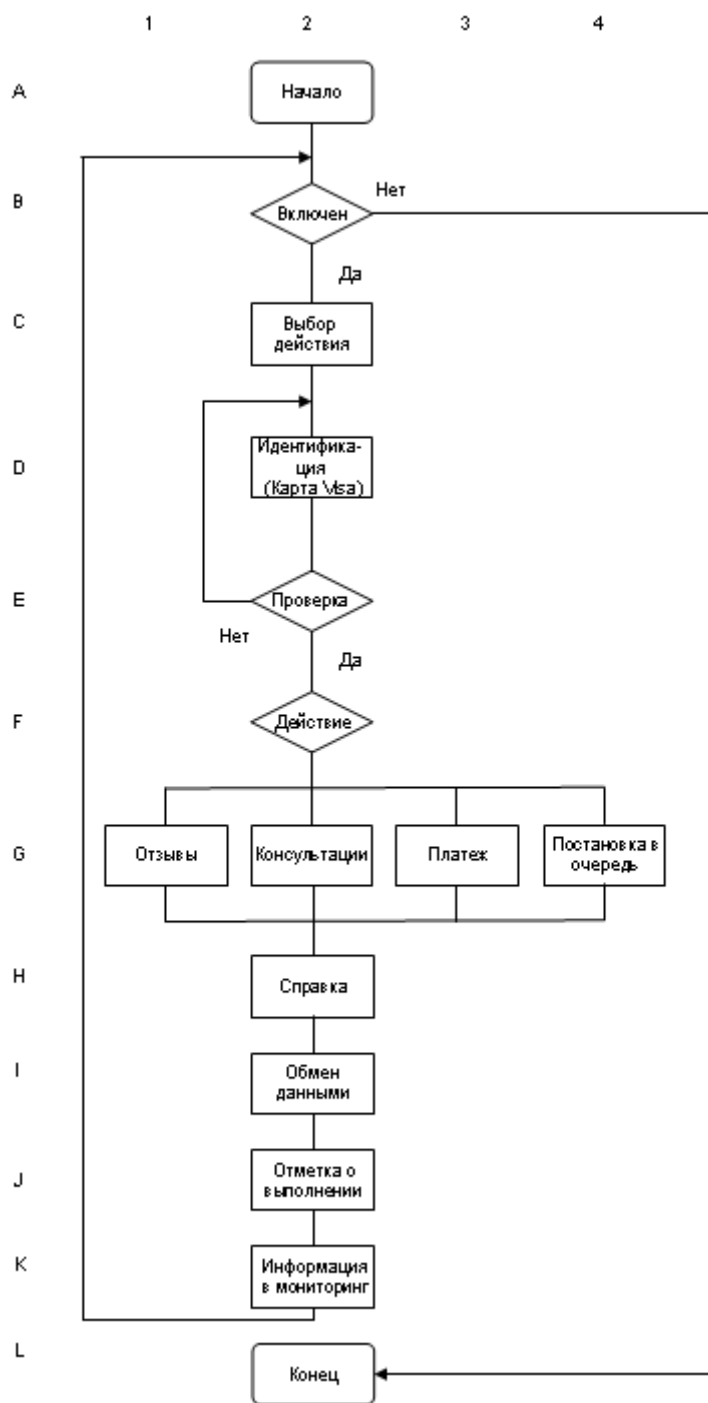 1 2 3 4
A
Начало
B
Включен
Нет
Да
C
Выбор
действия
D
Идентифика-
ция
(Карта Visa)
E
Проверка
Нет
Да
F
Действие
G
Отзывы
Консультации
Платеж
Постановка в
очередь
H
Справка
I
Обмен
данными
J
Отметка о
выполнении
K
Информация
в мониторинг
L
Конец